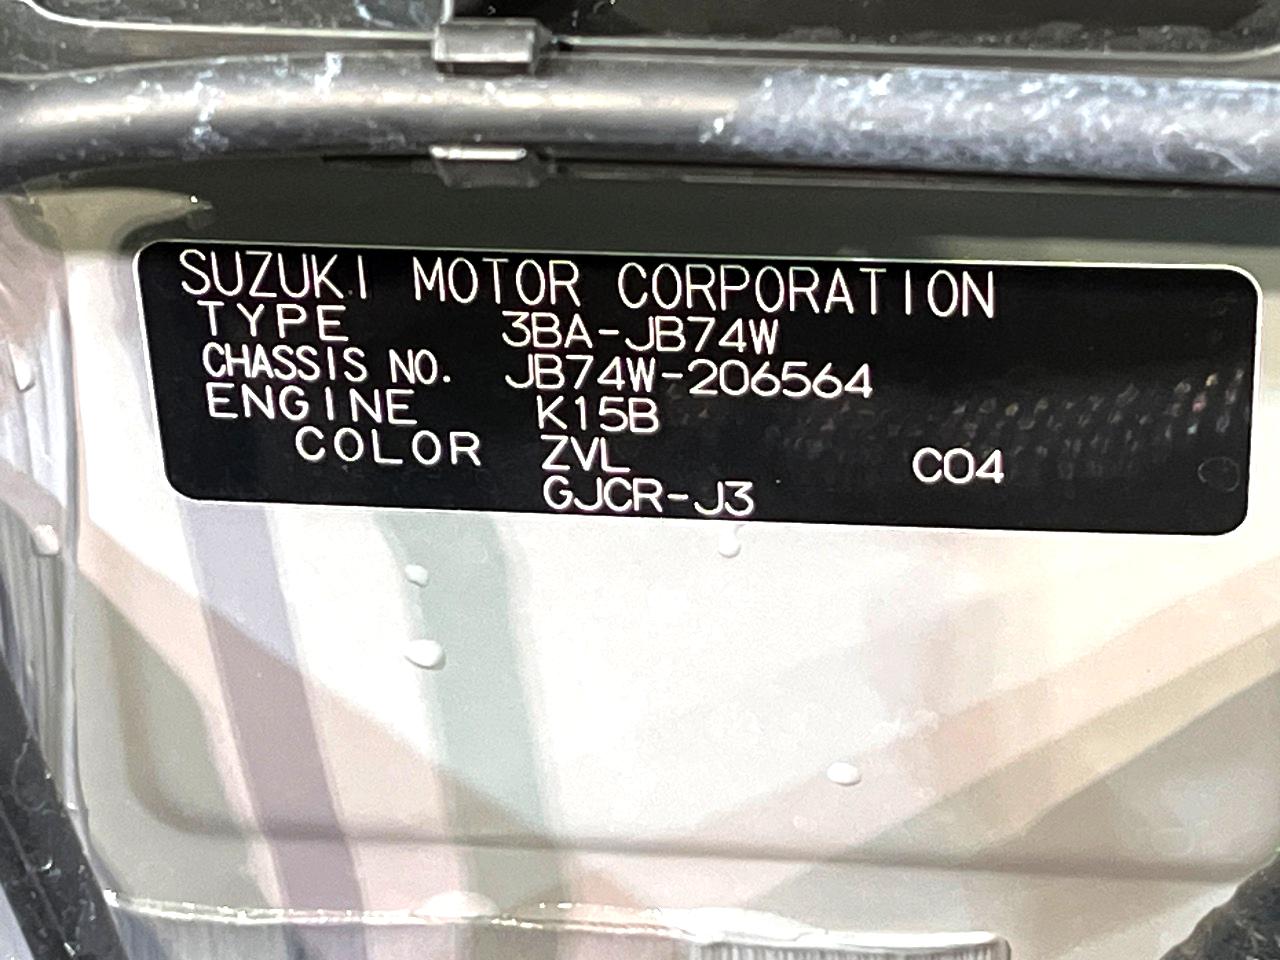 SUZUKI MOTOR CORPORATION
TYPE 3BA-JB74W
CHASSIS NO. JB74W-206564
ENGINE K15B
COLOR ZVL C04
GJCR-J3